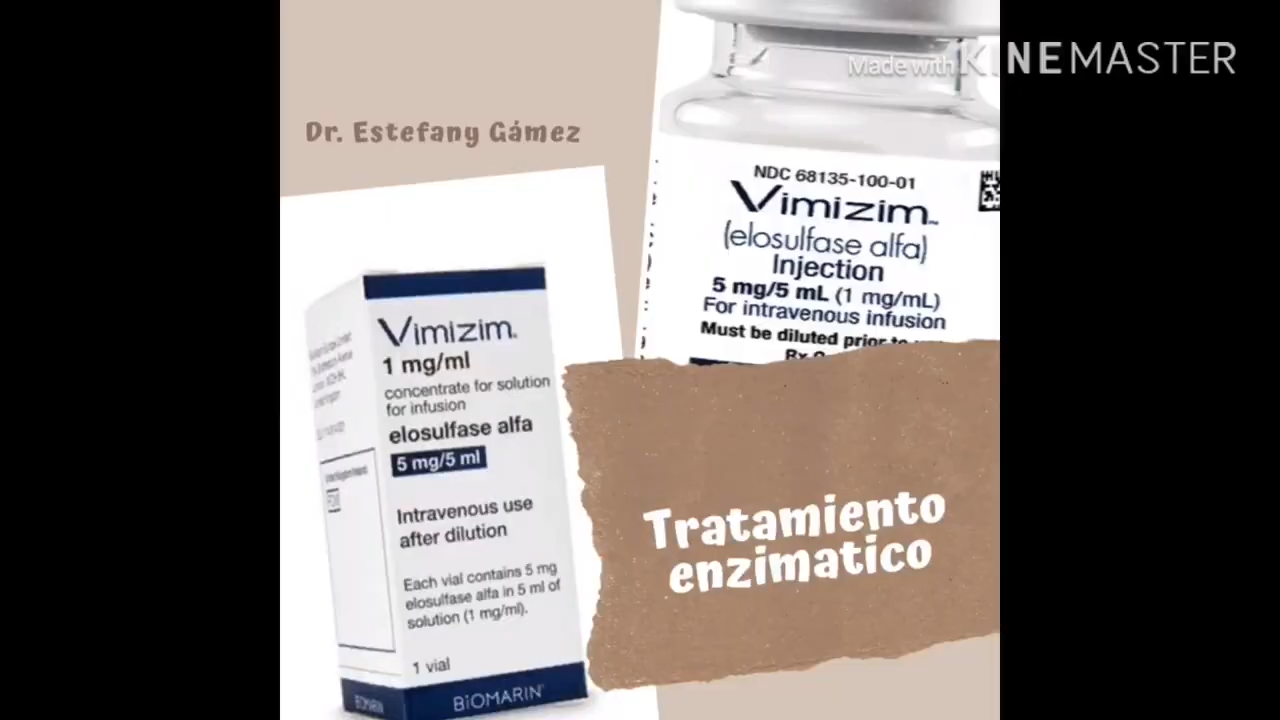 Made with KINEMASTER
Dr. Estefany Gámez
NDC 68135-100-01
Vimizim™
(elosulfase alfa)
Injection
5 mg/5 mL (1 mg/mL)
For intravenous infusion
Must be diluted prior to
Vimizim.
1 mg/ml
concentrate for solution
for infusion
elosulfase alfa
5 mg/5 ml
Intravenous use
after dilution
Each vial contains 5 mg
elosulfase alfa in 5 ml of
solution (1 mg/ml).
1 vial
BIOMARIN
BIOMARIN
Tratamiento
enzimatico